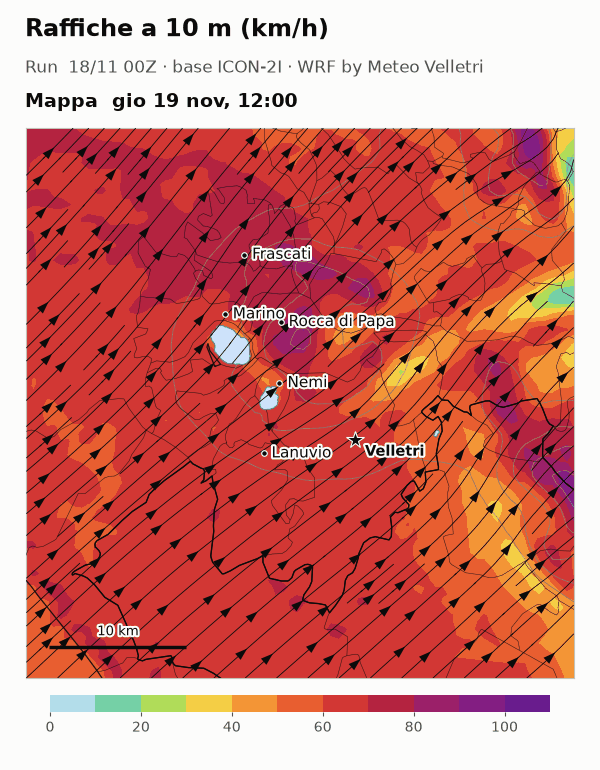 Raffiche a 10 m (km/h)
Run  18/11 00Z · base ICON-2I · WRF by Meteo Velletri
Mappa  gio 19 nov, 12:00
Frascati
Marino
Rocca di Papa
Nemi
Velletri
Lanuvio
10 km
0 20 40 60 80 100